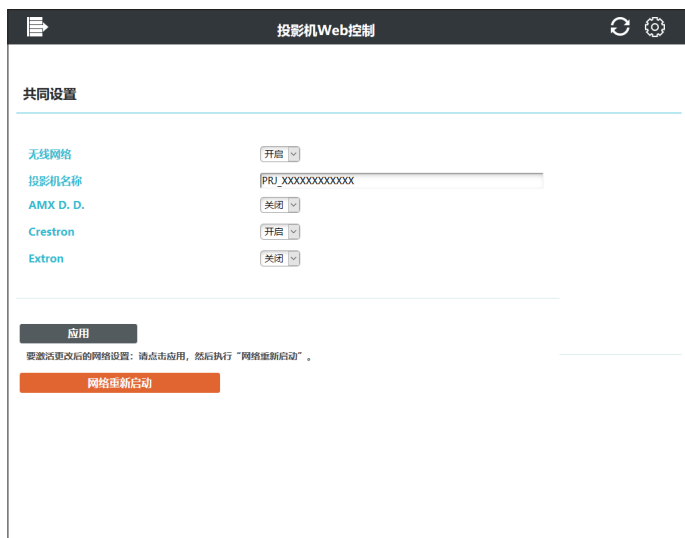 投影机Web控制
共同设置
无线网络 开启
投影机名称 PRJ_XXXXXXXXXXXX
AMX D. D. 关闭
Crestron 开启
Extron 关闭
应用
要激活更改后的网络设置：请点击应用，然后执行“网络重新启动”。
网络重新启动